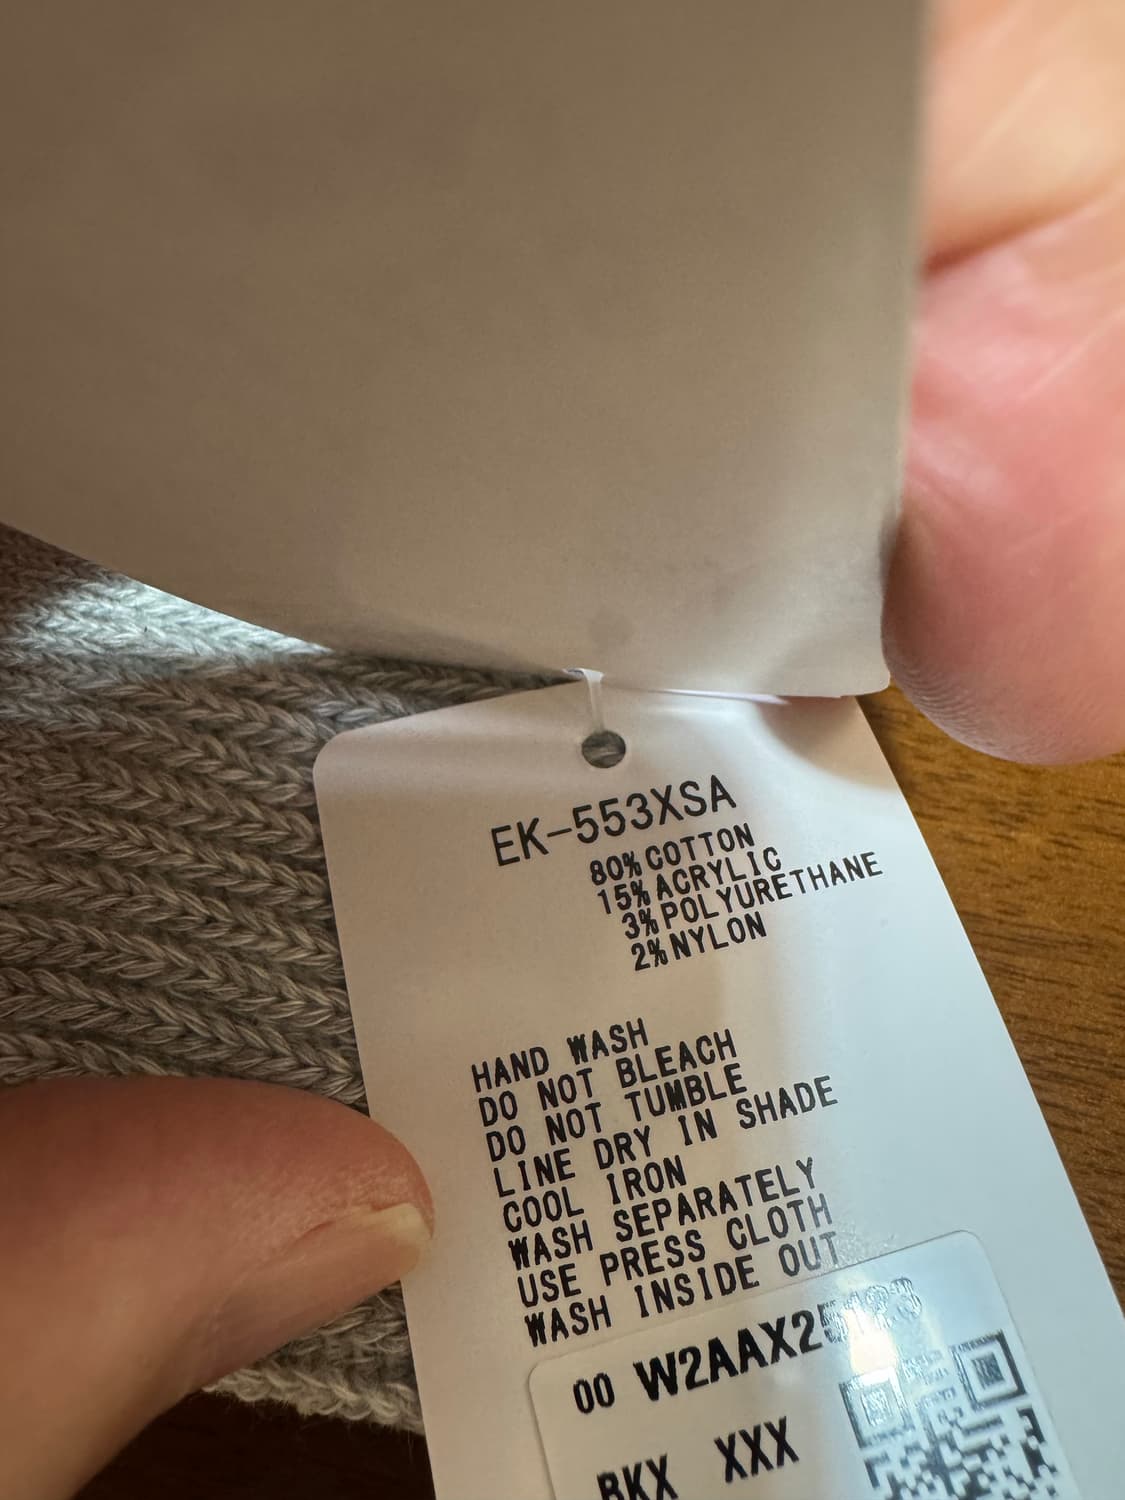 EK-553XSA
80% COTTON
15% ACRYLIC
3% POLYURETHANE
2% NYLON
HAND WASH
DO NOT BLEACH
DO NOT TUMBLE
LINE DRY IN SHADE
COOL IRON
WASH SEPARATELY
USE PRESS CLOTH
WASH INSIDE OUT
00
BKX XXX